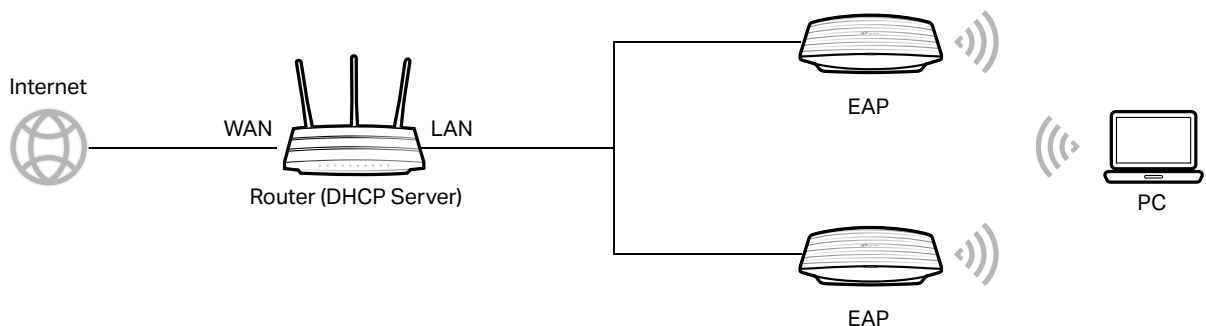 Internet
WAN
LAN
Router (DHCP Server)
EAP
PC
EAP